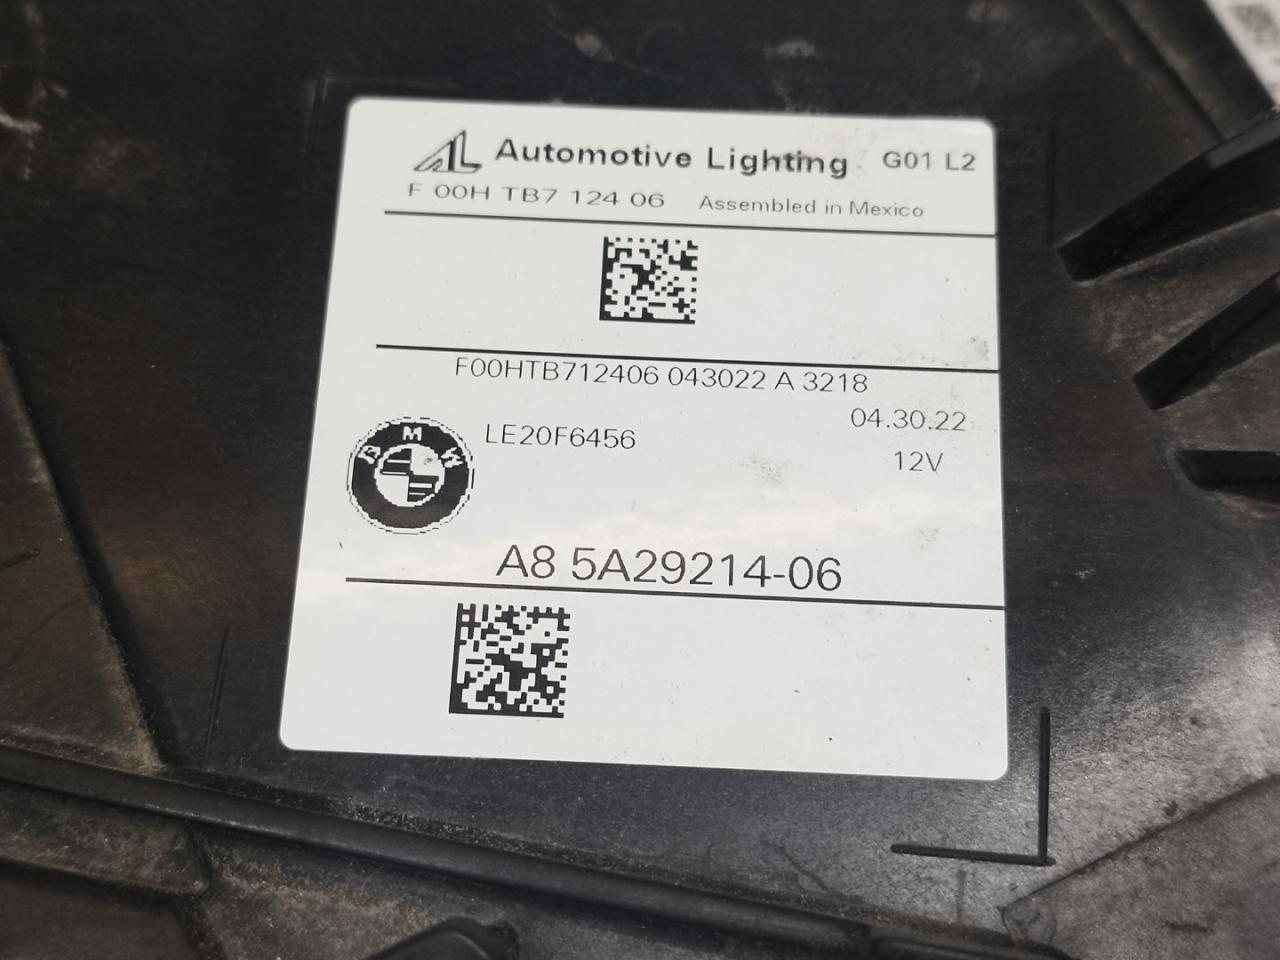 AL Automotive Lighting G01 L2
F 00H TB7 124 06 Assembled in Mexico
F00HTB712406 043022 A 3218
04.30.22
BMW LE20F6456
12V
A8 5A29214-06